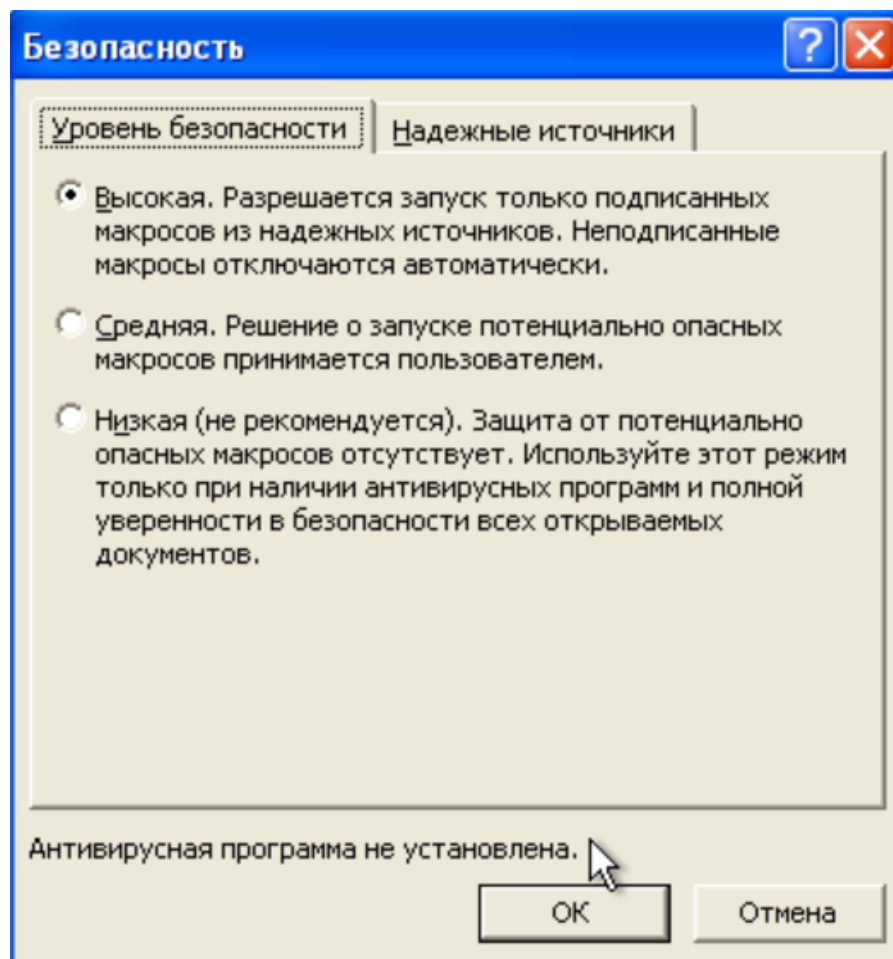 Безопасность
Уровень безопасности
Надежные источники
Высокая. Разрешается запуск только подписанных
макросов из надежных источников. Неподписанные
макросы отключаются автоматически.
Средняя. Решение о запуске потенциально опасных
макросов принимается пользователем.
Низкая (не рекомендуется). Защита от потенциально
опасных макросов отсутствует. Используйте этот режим
только при наличии антивирусных программ и полной
уверенности в безопасности всех открываемых
документов.
Антивирусная программа не установлена.
ОК
Отмена